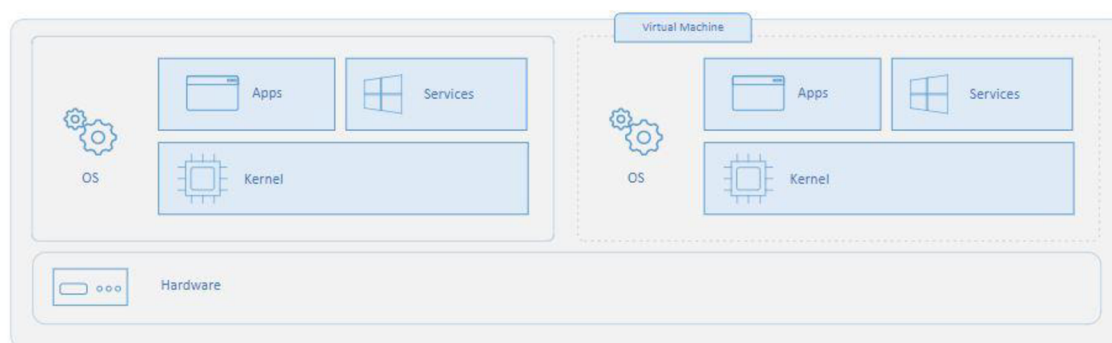 Virtual Machine
Apps
Services
OS
Kernel
Apps
Services
OS
Kernel
Hardware